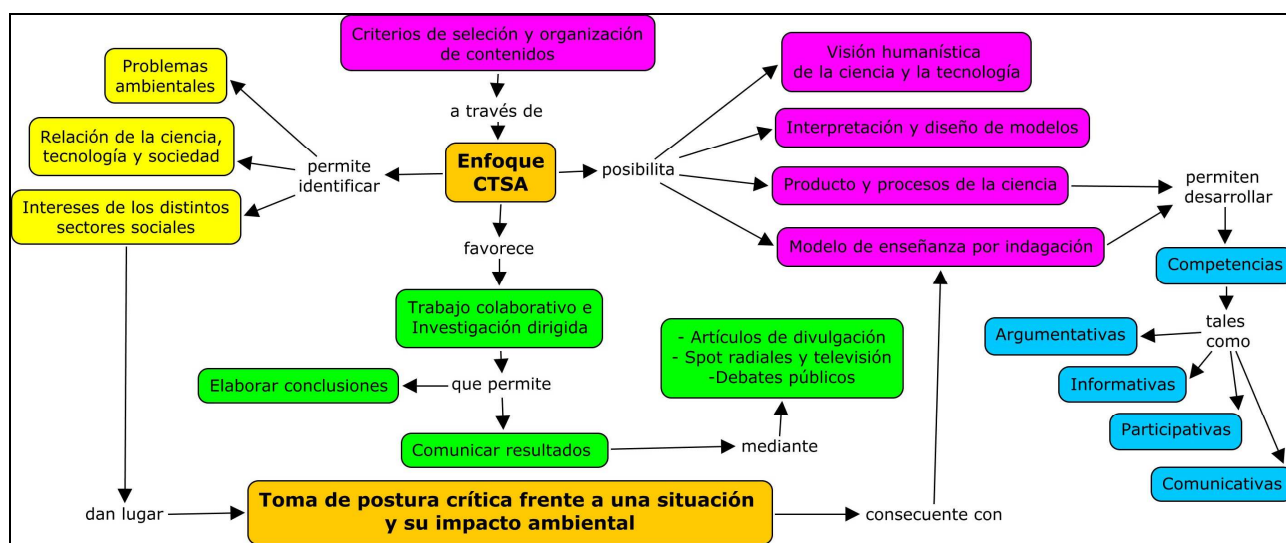 Criterios de seleción y organización
de contenidos
a través de
Enfoque
CTSA
permite
identificar
Problemas
ambientales
Relación de la ciencia,
tecnología y sociedad
Intereses de los distintos
sectores sociales
posibilita
Visión humanística
de la ciencia y la tecnología
Interpretación y diseño de modelos
Producto y procesos de la ciencia
Modelo de enseñanza por indagación
permiten
desarrollar
Competencias
tales
como
Argumentativas
Informativas
Participativas
Comunicativas
favorece
Trabajo colaborativo e
Investigación dirigida
que permite
Elaborar conclusiones
Comunicar resultados
mediante
- Artículos de divulgación
- Spot radiales y televisión
-Debates públicos
dan lugar
Toma de postura crítica frente a una situación
y su impacto ambiental
consecuente con